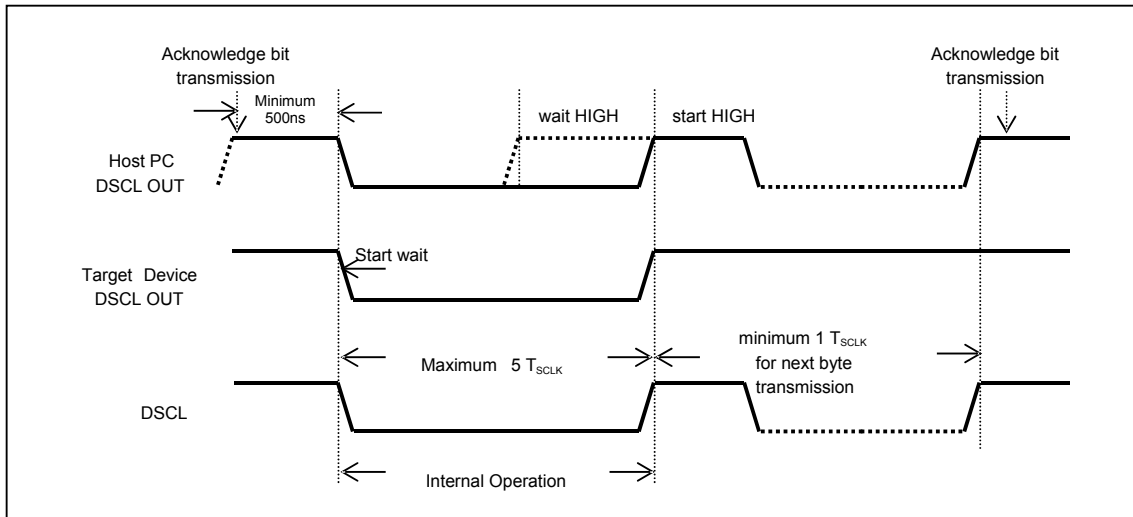 Acknowledge bit
transmission
Acknowledge bit
transmission
Minimum
500ns
wait HIGH
start HIGH
Host PC
DSCL OUT
Start wait
Target Device
DSCL OUT
Maximum 5 TSCLK
minimum 1 TSCLK
for next byte
transmission
DSCL
Internal Operation